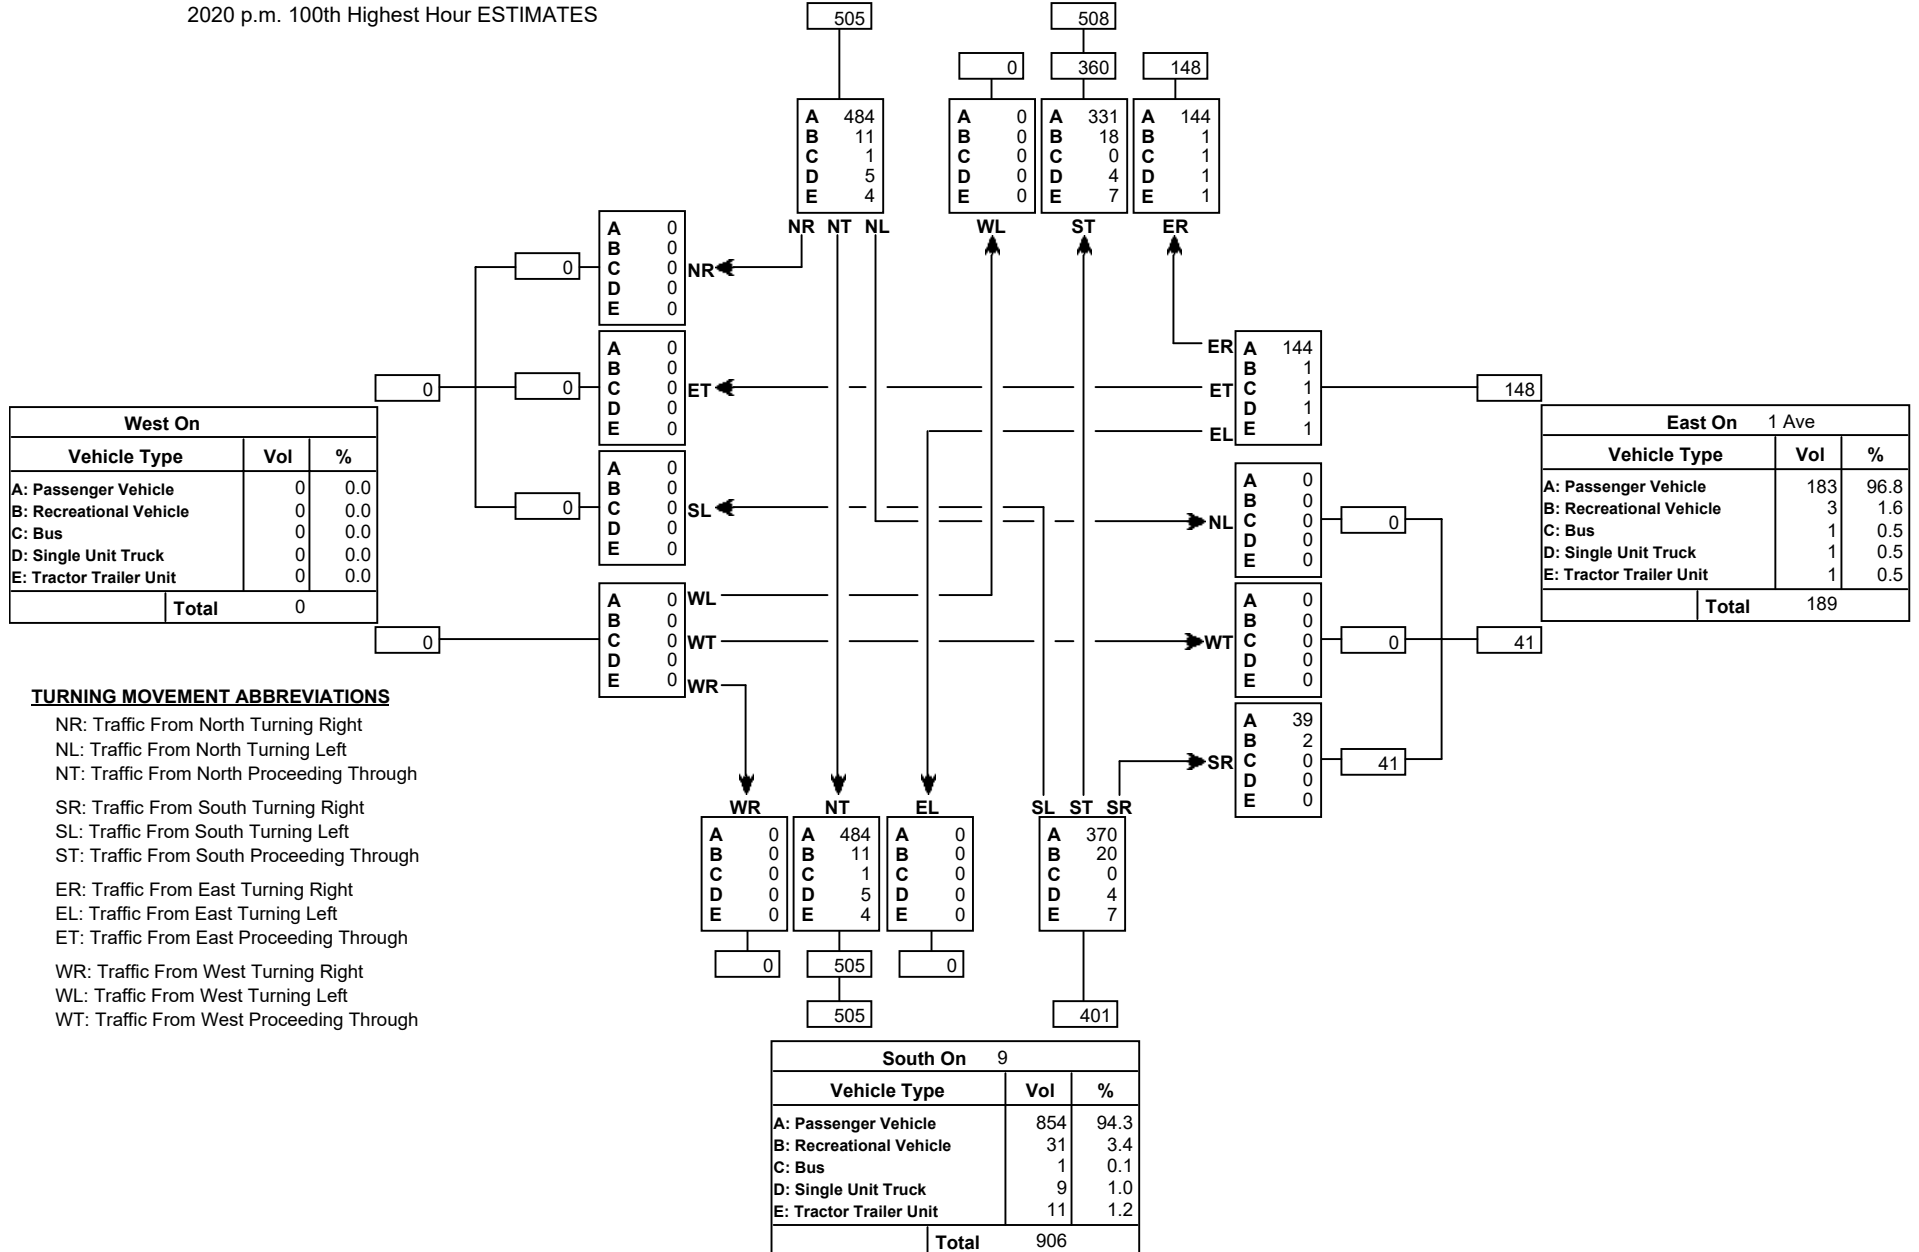 2020 p.m. 100th Highest Hour ESTIMATES
505
508
0
360
148
A 484
B 11
C 1
D 5
E 4
A 0
B 0
C 0
D 0
E 0
A 331
B 18
C 0
D 4
E 7
A 144
B 1
C 1
D 1
E 1
NR NT NL
WL
ST
ER
A 0
B 0
C 0
D 0
E 0
0
NR
A 0
B 0
C 0
D 0
E 0
0
0
ET
A 0
B 0
C 0
D 0
E 0
0
SL
ER
ET
EL
A 144
B 1
C 1
D 1
E 1
148
West On
Vehicle Type Vol %
A: Passenger Vehicle 0 0.0
B: Recreational Vehicle 0 0.0
C: Bus 0 0.0
D: Single Unit Truck 0 0.0
E: Tractor Trailer Unit 0 0.0
Total 0
East On 1 Ave
Vehicle Type Vol %
A: Passenger Vehicle 183 96.8
B: Recreational Vehicle 3 1.6
C: Bus 1 0.5
D: Single Unit Truck 1 0.5
E: Tractor Trailer Unit 1 0.5
Total 189
NL
A 0
B 0
C 0
D 0
E 0
0
0
A 0
B 0
C 0
D 0
E 0
WL
WT
WR
WT
A 0
B 0
C 0
D 0
E 0
0
41
SR
A 39
B 2
C 0
D 0
E 0
41
TURNING MOVEMENT ABBREVIATIONS
NR: Traffic From North Turning Right
NL: Traffic From North Turning Left
NT: Traffic From North Proceeding Through
SR: Traffic From South Turning Right
SL: Traffic From South Turning Left
ST: Traffic From South Proceeding Through
ER: Traffic From East Turning Right
EL: Traffic From East Turning Left
ET: Traffic From East Proceeding Through
WR: Traffic From West Turning Right
WL: Traffic From West Turning Left
WT: Traffic From West Proceeding Through
WR
NT
EL
SL ST SR
A 0
B 0
C 0
D 0
E 0
A 484
B 11
C 1
D 5
E 4
A 0
B 0
C 0
D 0
E 0
A 370
B 20
C 0
D 4
E 7
0
505
0
505
401
South On 9
Vehicle Type Vol %
A: Passenger Vehicle 854 94.3
B: Recreational Vehicle 31 3.4
C: Bus 1 0.1
D: Single Unit Truck 9 1.0
E: Tractor Trailer Unit 11 1.2
Total 906